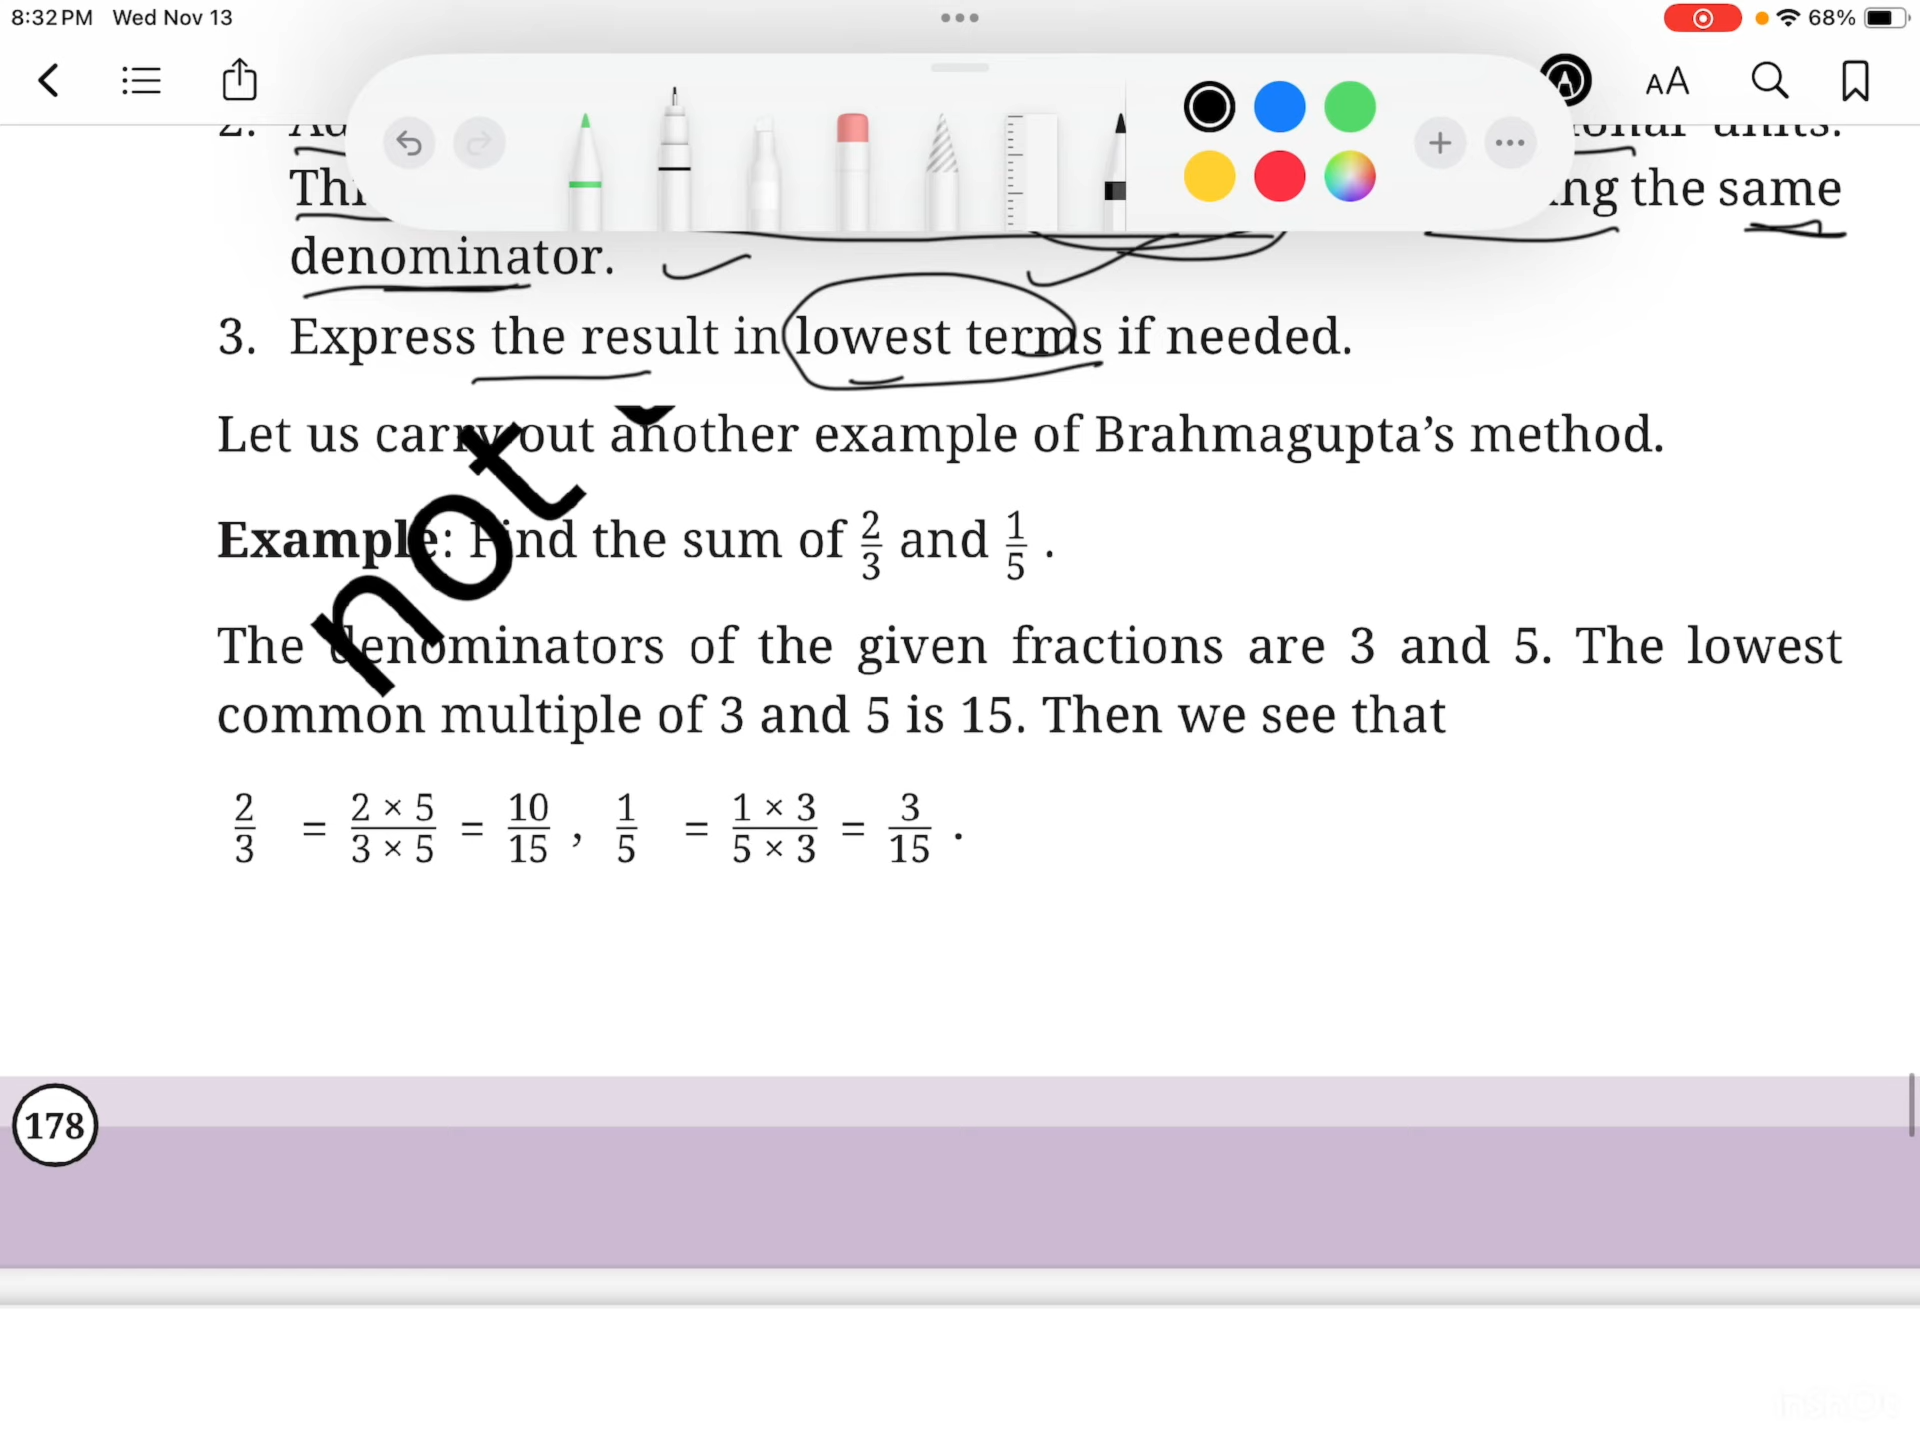 8:32 PM Wed Nov 13
68%
AA
2.
the same
denominator.
3. Express the result in lowest terms if needed.
Let us carry out another example of Brahmagupta’s method.
Example: Find the sum of 2/3 and 1/5 .
The denominators of the given fractions are 3 and 5. The lowest
common multiple of 3 and 5 is 15. Then we see that
2/3 = 2 × 5/3 × 5 = 10/15 , 1/5 = 1 × 3/5 × 3 = 3/15 .
not
178